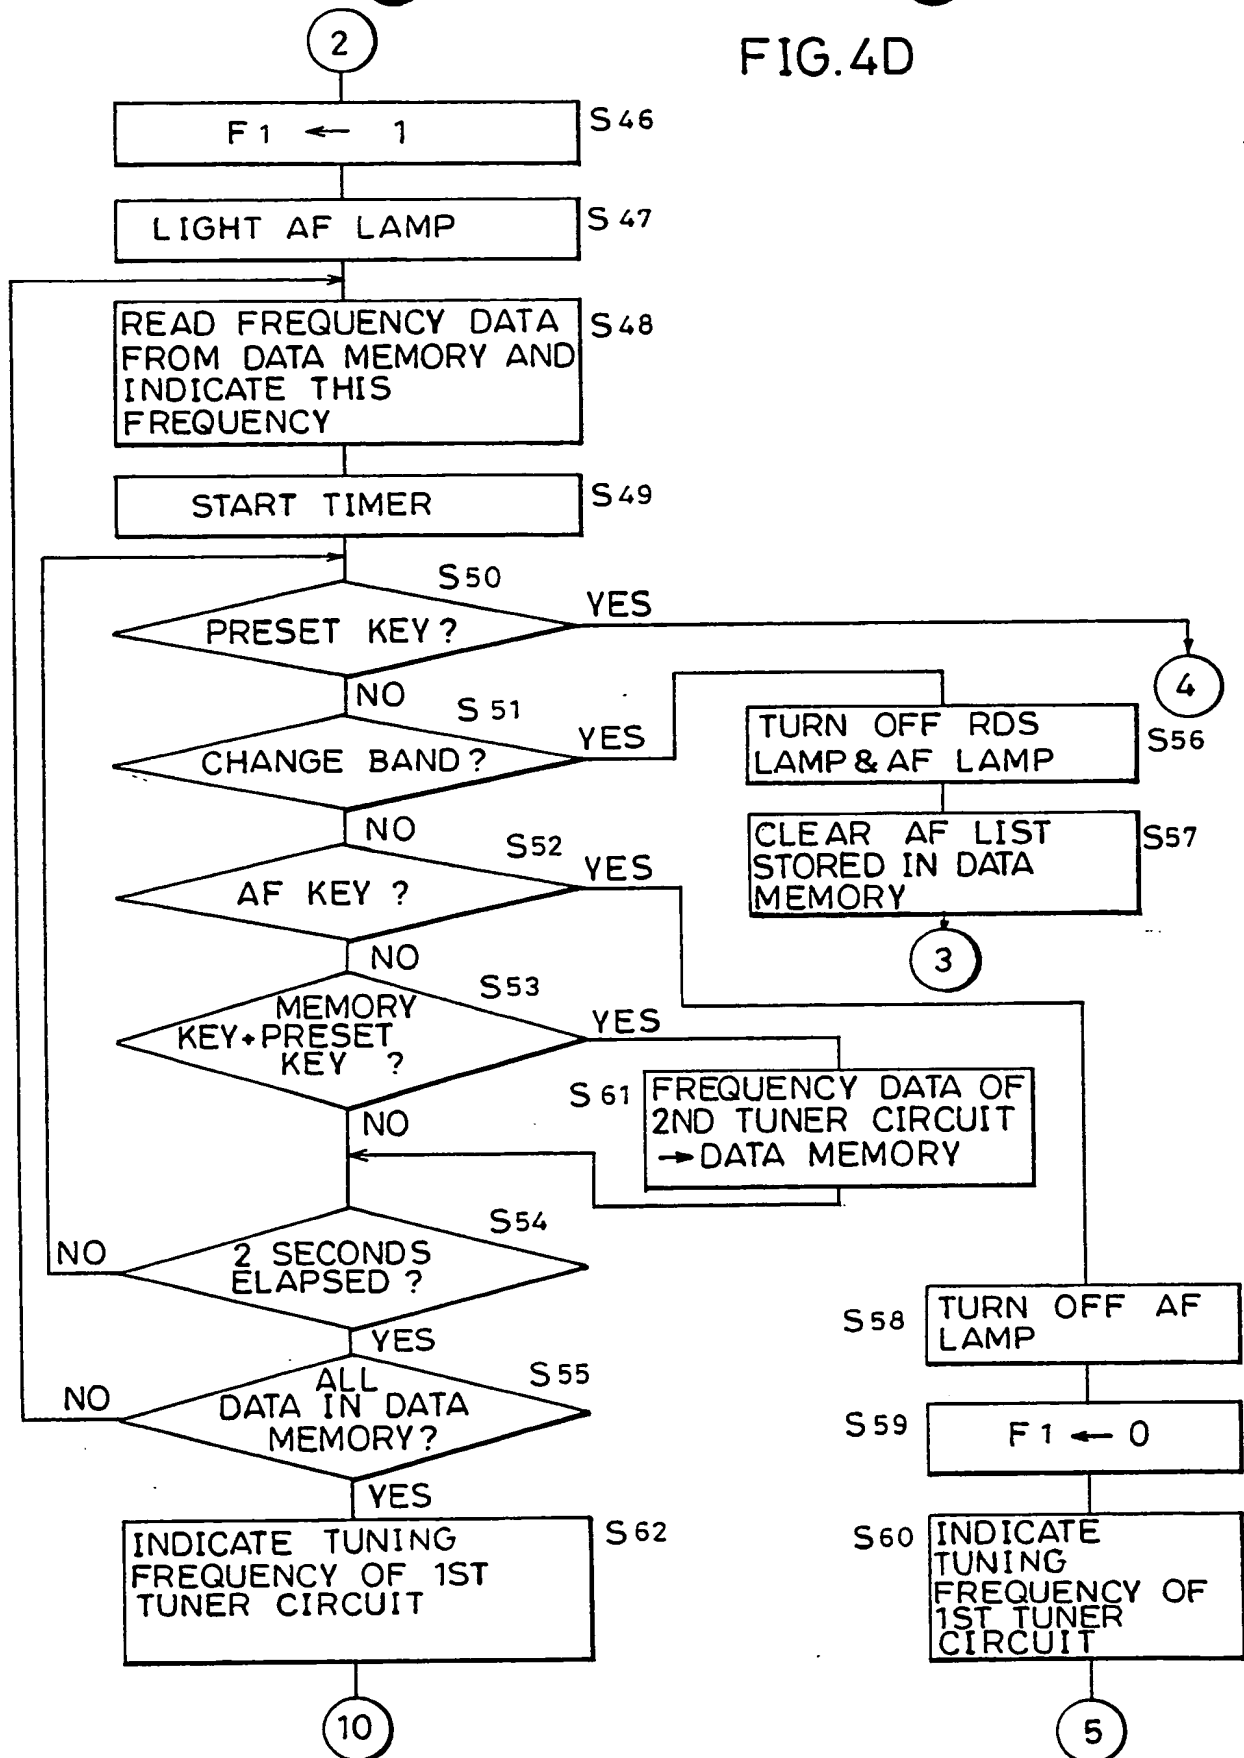 2
FIG.4D
F1 ← 1
S46
LIGHT AF LAMP
S47
READ FREQUENCY DATA
FROM DATA MEMORY AND
INDICATE THIS
FREQUENCY
S48
START TIMER
S49
S50
PRESET KEY?
YES
NO
4
S51
CHANGE BAND?
YES
NO
TURN OFF RDS
LAMP & AF LAMP
S56
CLEAR AF LIST
STORED IN DATA
MEMORY
S57
3
S52
AF KEY ?
YES
NO
S53
MEMORY
KEY+PRESET
KEY ?
YES
NO
S61
FREQUENCY DATA OF
2ND TUNER CIRCUIT
→ DATA MEMORY
S54
2 SECONDS
ELAPSED ?
NO
YES
S55
ALL
DATA IN DATA
MEMORY?
NO
YES
S58
TURN OFF AF
LAMP
S59
F1 ← 0
INDICATE TUNING
FREQUENCY OF 1ST
TUNER CIRCUIT
S62
S60
INDICATE
TUNING
FREQUENCY OF
1ST TUNER
CIRCUIT
10
5